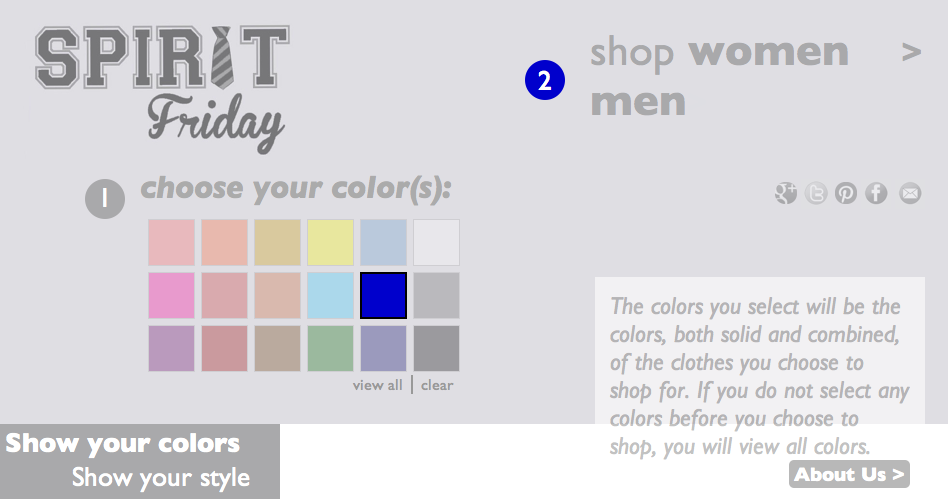 SPIRIT
Friday
2
shop women >
men
1
choose your color(s):
view all | clear
The colors you select will be the
colors, both solid and combined,
of the clothes you choose to
shop for. If you do not select any
colors before you choose to
shop, you will view all colors.
Show your colors
Show your style
About Us >